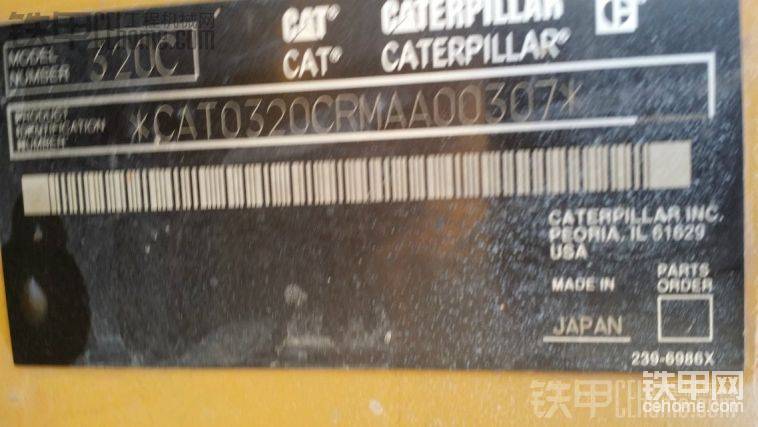 CAT® CATERPILLAR®
MODEL NUMBER 320C
CAT® CATERPILLAR®
PRODUCT IDENTIFICATION NUMBER *CAT0320CRMAA00307*
CATERPILLAR INC.
PEORIA, IL 61629
USA
MADE IN
JAPAN
PARTS ORDER
239-6986X
铁甲网
cehome.com